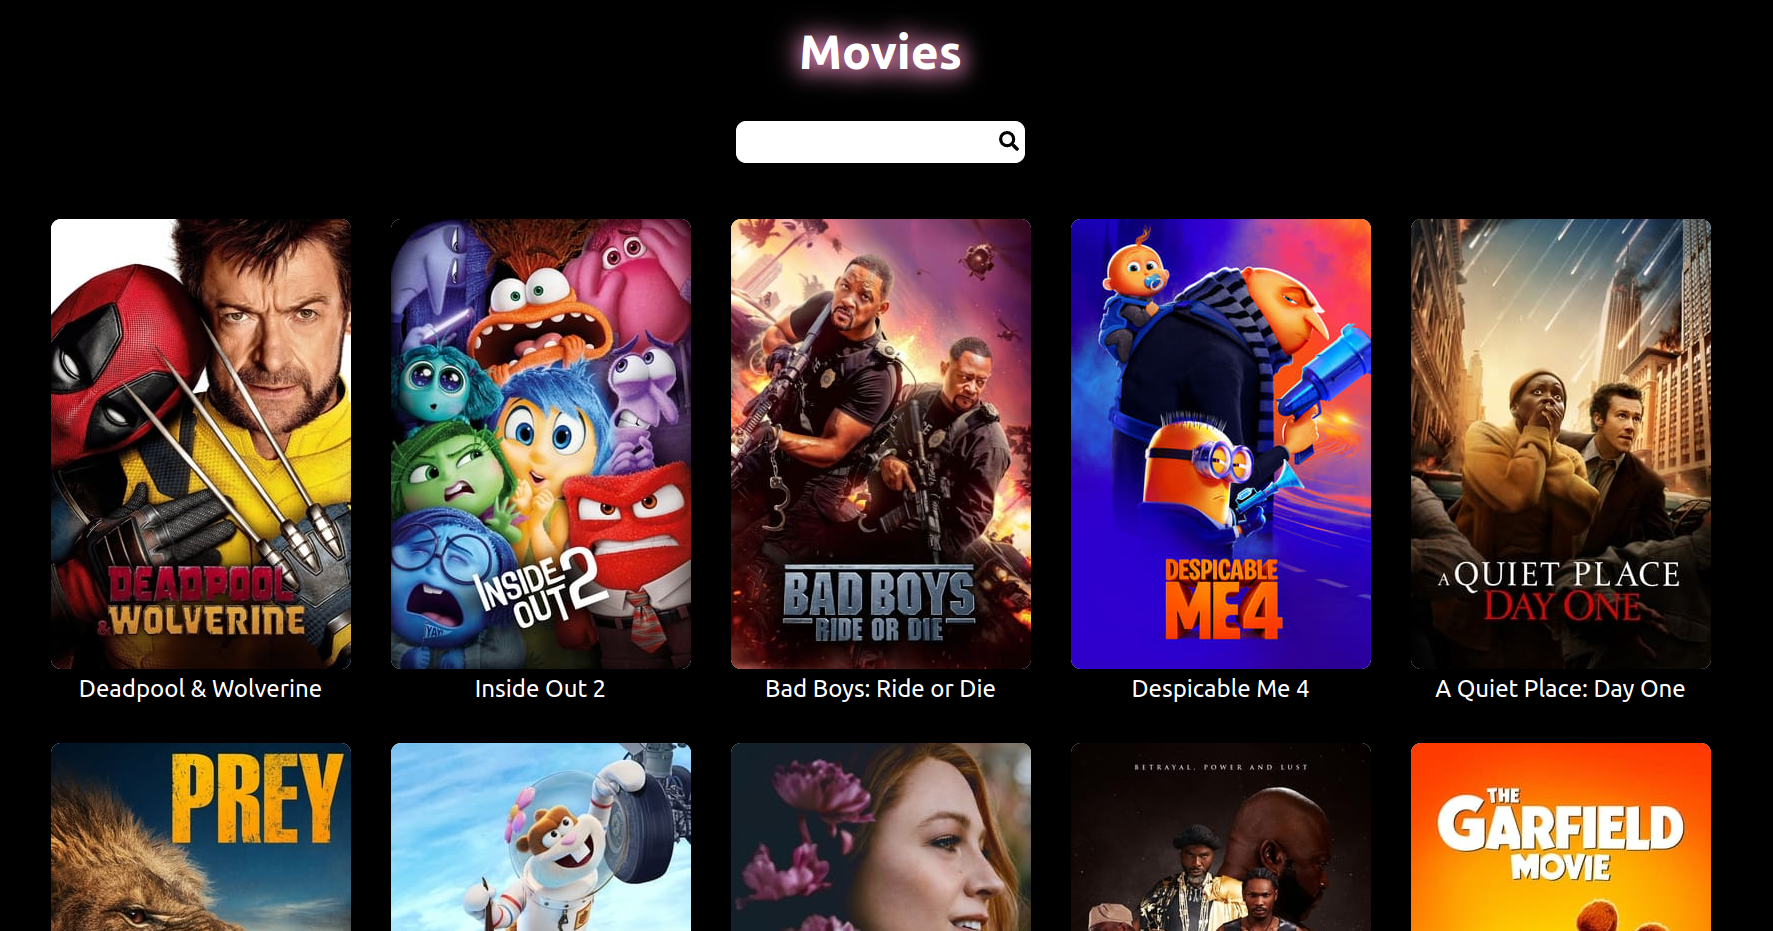 Movies
DEADPOOL
& WOLVERINE
INSIDE
OUT 2
BAD BOYS
RIDE OR DIE
DESPICABLE
ME 4
A QUIET PLACE
DAY ONE
Deadpool & Wolverine
Inside Out 2
Bad Boys: Ride or Die
Despicable Me 4
A Quiet Place: Day One
PREY
BETRAYAL, POWER AND LUST
THE
GARFIELD
MOVIE